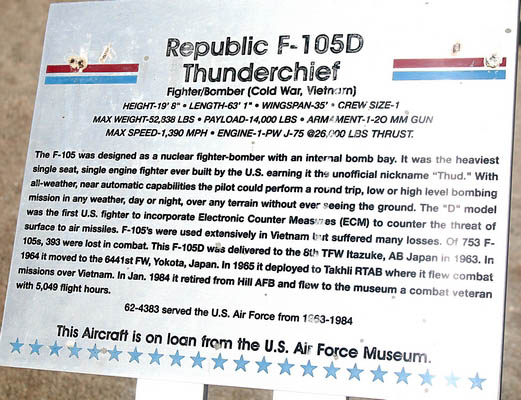 Republic F-105D
Thunderchief
Fighter/Bomber (Cold War, Vietnam)
HEIGHT-19' 8" • LENGTH-63' 1" • WINGSPAN-35' • CREW SIZE-1
MAX WEIGHT-52,838 LBS • PAYLOAD-14,000 LBS • ARMAMENT-1-20 MM GUN
MAX SPEED-1,390 MPH • ENGINE-1-PW J-75 @26,000 LBS THRUST.
The F-105 was designed as a nuclear fighter-bomber with an internal bomb bay. It was the heaviest
single seat, single engine fighter ever built by the U.S. earning it the unofficial nickname "Thud." With
all-weather, near automatic capabilities the pilot could perform a round trip, low or high level bombing
mission in any weather, day or night, over any terrain without ever seeing the ground. The "D" model
was the first U.S. fighter to incorporate Electronic Counter Measures (ECM) to counter the threat of
surface to air missiles. F-105's were used extensively in Vietnam but suffered many losses. Of 753 F-
105s, 393 were lost in combat. This F-105D was delivered to the 8th TFW Itazuke, AB Japan in 1963. In
1964 it moved to the 6441st FW, Yokota, Japan. In 1965 it deployed to Takhli RTAB where it flew combat
missions over Vietnam. In Jan. 1984 it retired from Hill AFB and flew to the museum a combat veteran
with 5,049 flight hours.
62-4383 served the U.S. Air Force from 1963-1984
This Aircraft is on loan from the U.S. Air Force Museum.